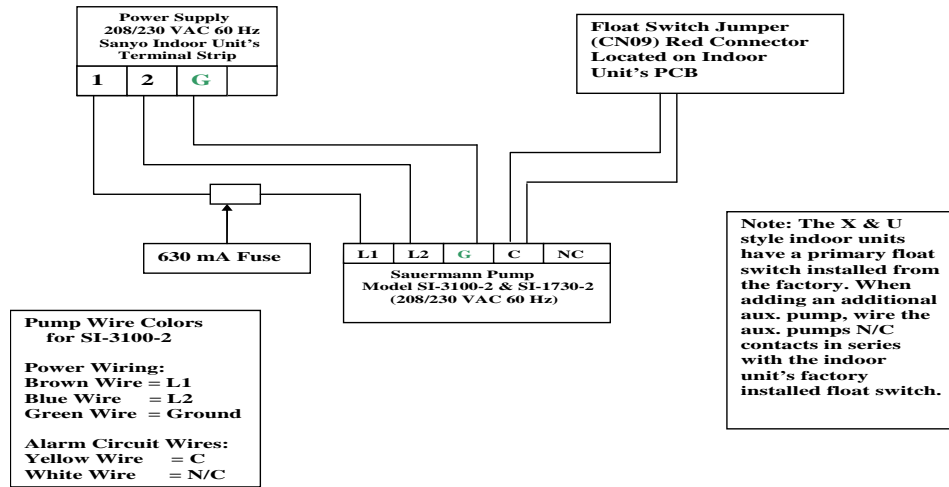 Power Supply
208/230 VAC 60 Hz
Sanyo Indoor Unit's
Terminal Strip
1 2 G
Float Switch Jumper
(CN09) Red Connector
Located on Indoor
Unit's PCB
630 mA Fuse
L1 L2 G C NC
Sauermann Pump
Model SI-3100-2 & SI-1730-2
(208/230 VAC 60 Hz)
Note: The X & U
style indoor units
have a primary float
switch installed from
the factory. When
adding an additional
aux. pump, wire the
aux. pumps N/C
contacts in series
with the indoor
unit's factory
installed float switch.
Pump Wire Colors
for SI-3100-2
Power Wiring:
Brown Wire = L1
Blue Wire = L2
Green Wire = Ground
Alarm Circuit Wires:
Yellow Wire = C
White Wire = N/C